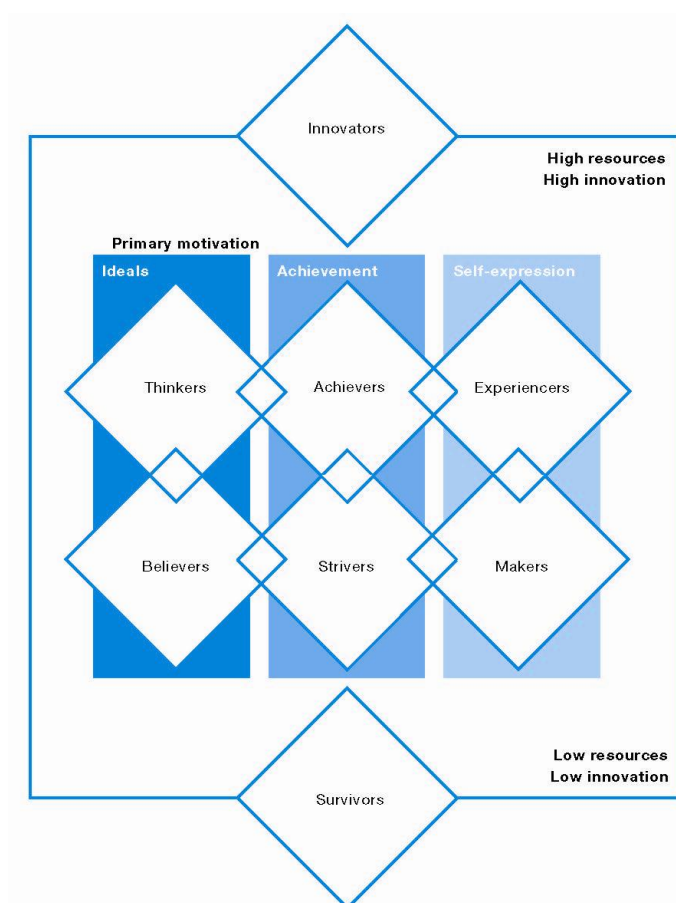 Innovators
High resources
High innovation
Primary motivation
Ideals
Achievement
Self-expression
Thinkers
Achievers
Experiencers
Believers
Strivers
Makers
Low resources
Low innovation
Survivors